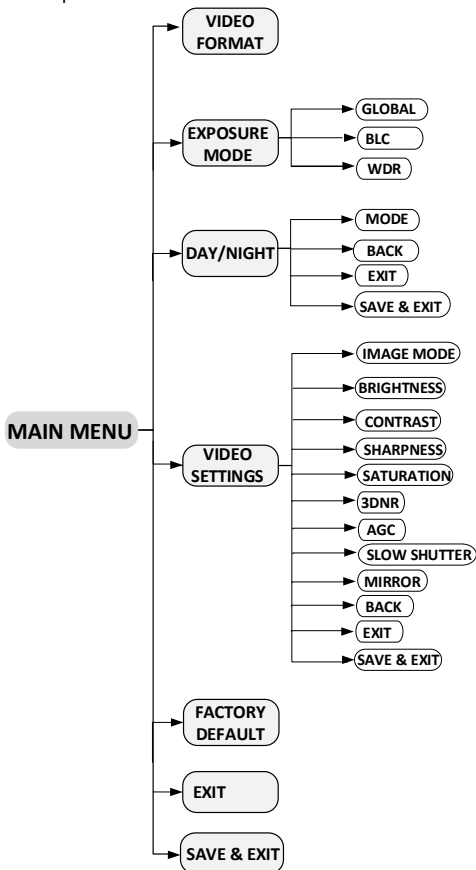 VIDEO
FORMAT
GLOBAL
EXPOSURE
MODE
BLC
WDR
MODE
DAY/NIGHT
BACK
EXIT
SAVE & EXIT
IMAGE MODE
BRIGHTNESS
CONTRAST
MAIN MENU
SHARPNESS
VIDEO
SETTINGS
SATURATION
3DNR
AGC
SLOW SHUTTER
MIRROR
BACK
EXIT
SAVE & EXIT
FACTORY
DEFAULT
EXIT
SAVE & EXIT